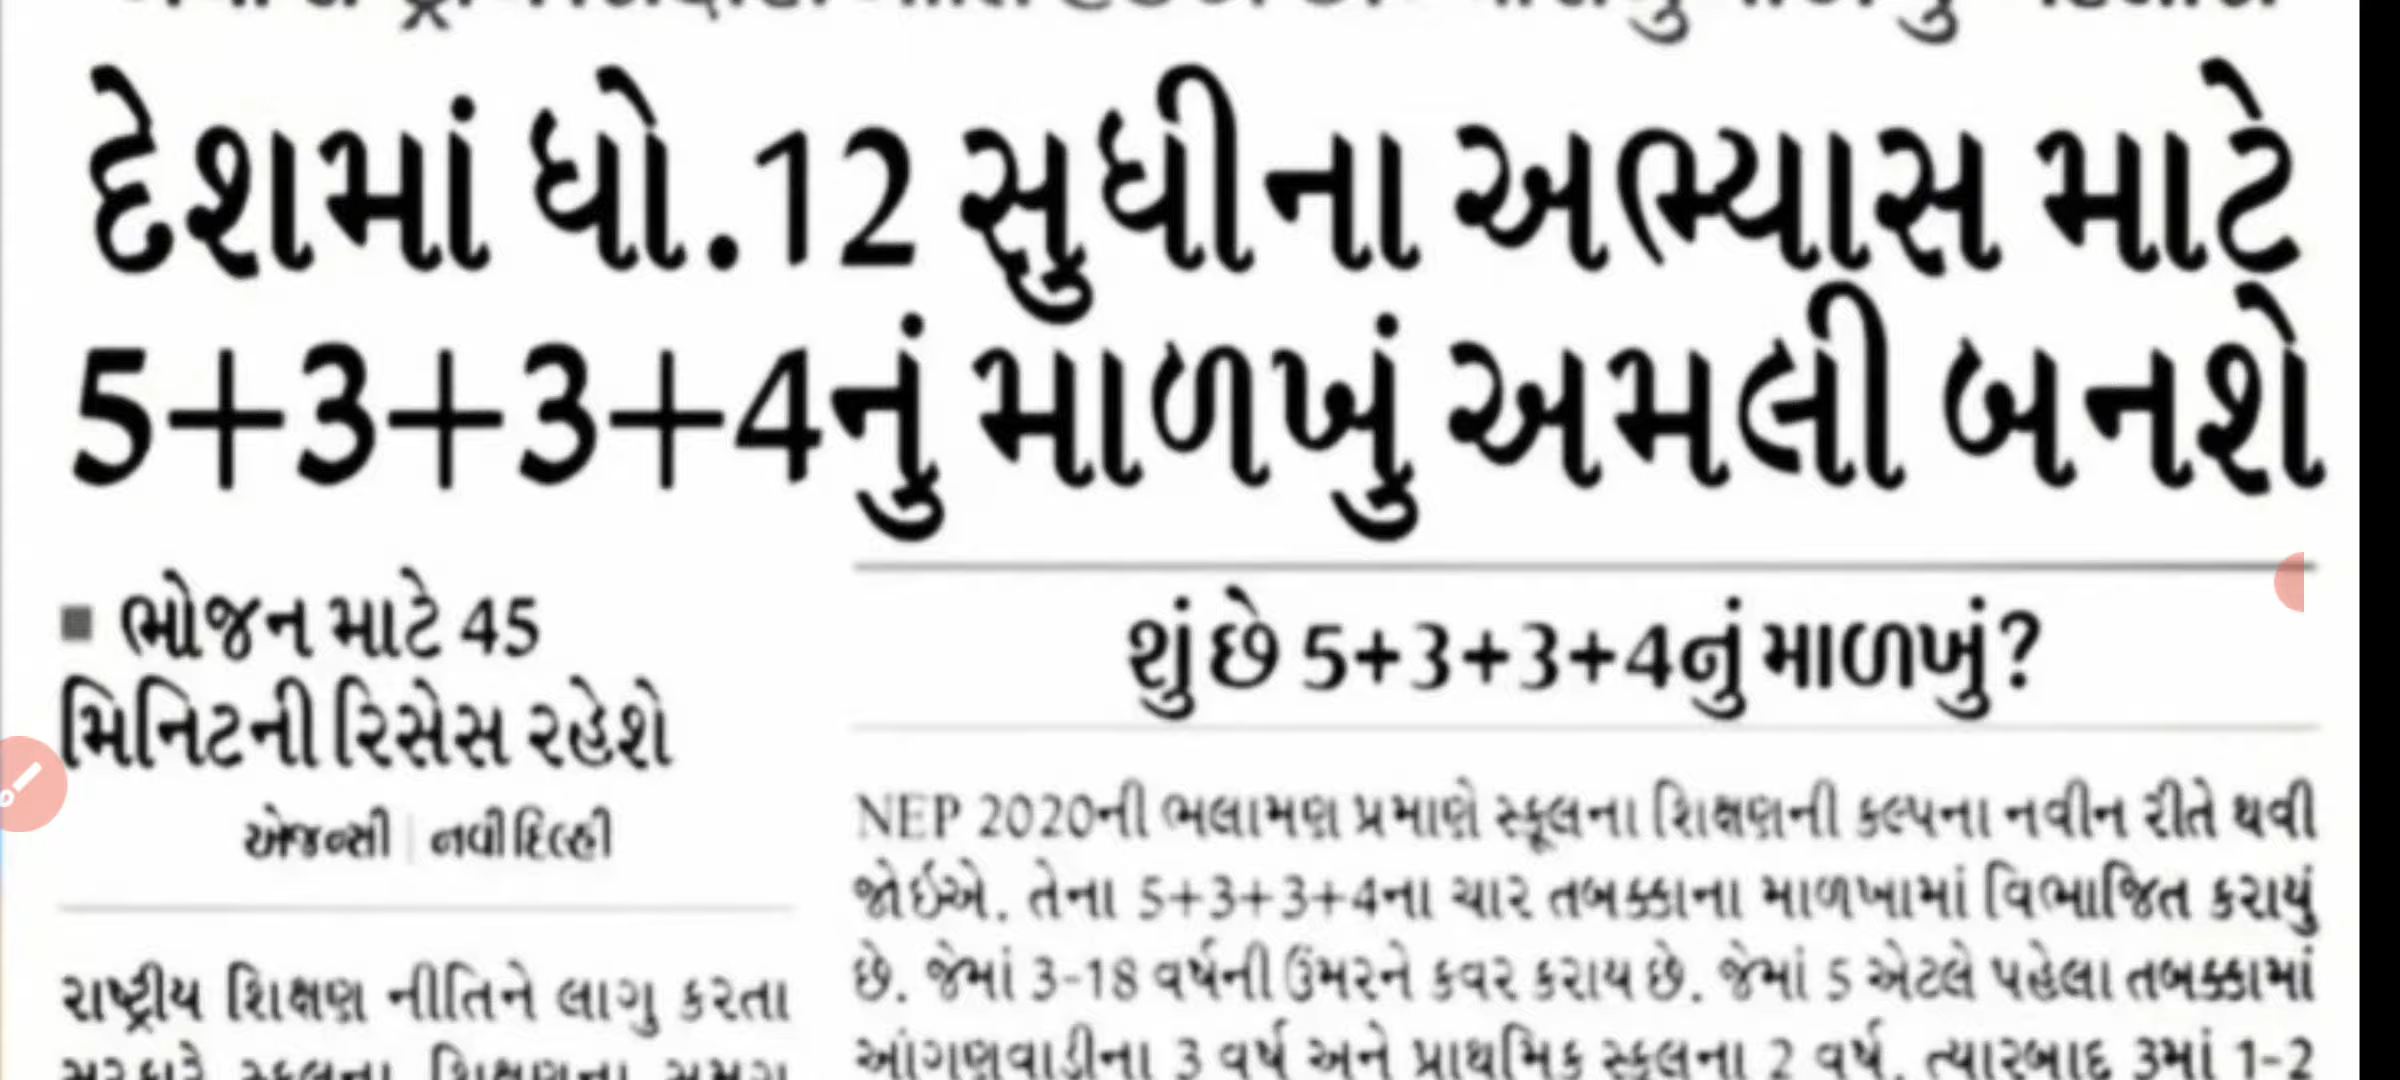 દેશમાં ધો.12 સુધીના અભ્યાસ માટે
5+3+3+4નું માળખું અમલી બનશે
■ ભોજન માટે 45
મિનિટની રિસેસ રહેશે
એજન્સી | નવી દિલ્હી
રાષ્ટ્રીય શિક્ષણ નીતિને લાગુ કરતા
શું છે 5+3+3+4નું માળખું?
NEP 2020ની ભલામણ પ્રમાણે સ્કૂલના શિક્ષણની કલ્પના નવીન રીતે થવી
જોઈએ. તેના 5+3+3+4ના ચાર તબક્કાના માળખામાં વિભાજિત કરાયું
છે. જેમાં 3-18 વર્ષની ઉંમરને કવર કરાય છે. જેમાં 5 એટલે પહેલા તબક્કામાં
આંગણવાડીના 3 વર્ષ અને પ્રાથમિક સ્કૂલના 2 વર્ષ. ત્યારબાદ 3માં 1-2